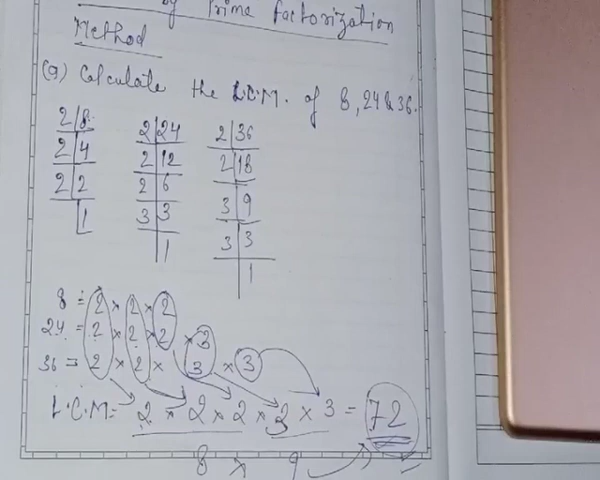 by Prime factorization
Method
(a) Calculate the L.C.M. of 8, 24 & 36.
2 | 8
2 | 4
2 | 2
1
2 | 24
2 | 12
2 | 6
3 | 3
1
2 | 36
2 | 18
3 | 9
3 | 3
1
8 = 2 × 2 × 2
24 = 2 × 2 × 2 × 3
36 = 2 × 2 × 3 × 3
L.C.M = 2 × 2 × 2 × 3 × 3 = 72
8 × 9